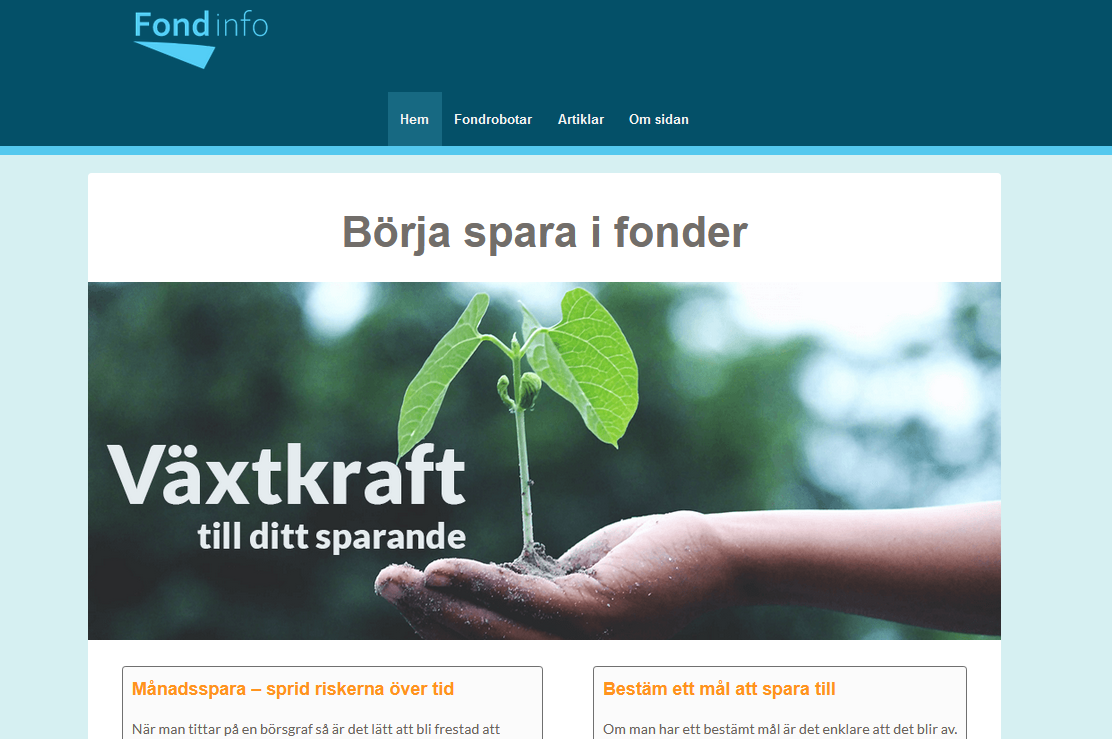 Fond info
Hem Fondrobotar Artiklar Om sidan
Börja spara i fonder
Växtkraft
till ditt sparande
Månadsspara – sprid riskerna över tid
När man tittar på en börsgraf så är det lätt att bli frestad att
Bestäm ett mål att spara till
Om man har ett bestämt mål är det enklare att det blir av.